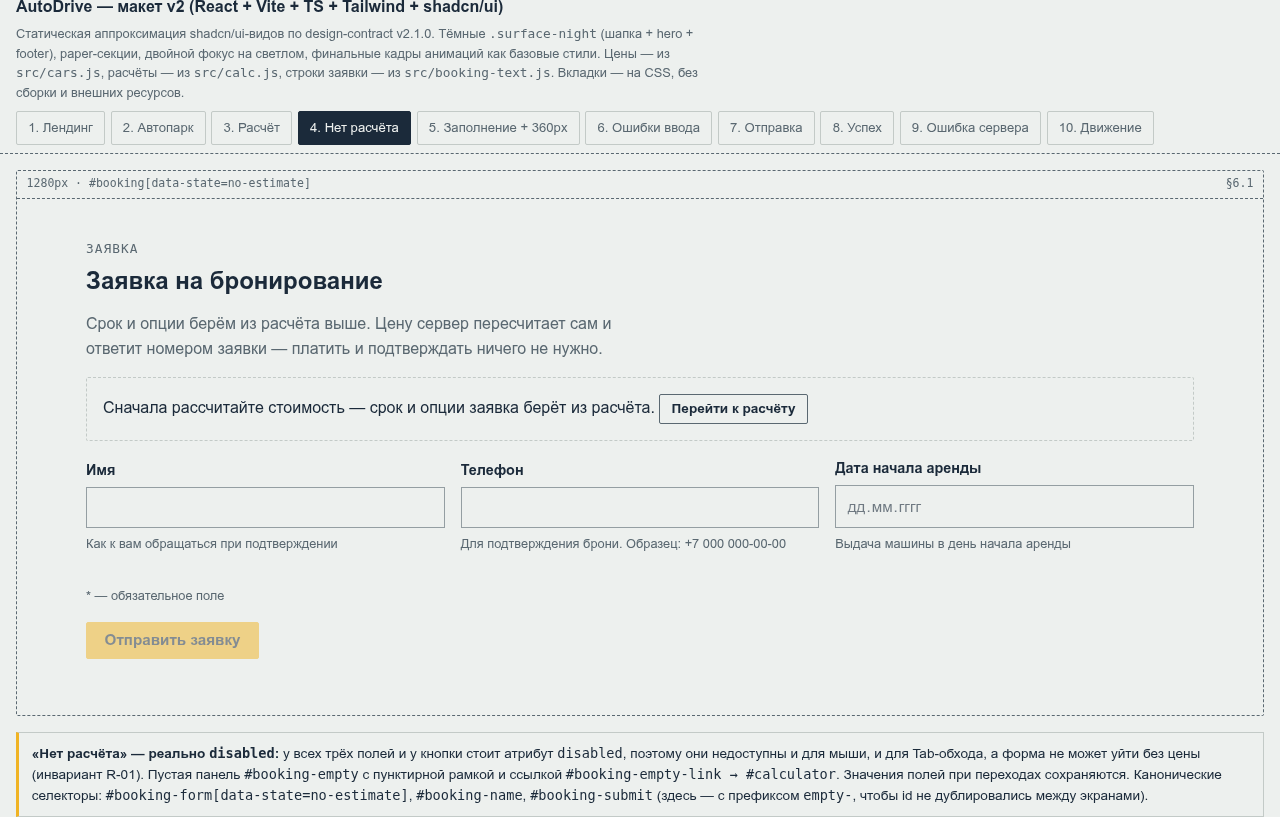 AutoDrive — макет v2 (React + Vite + TS + Tailwind + shadcn/ui)
Статическая аппроксимация shadcn/ui-видов по design-contract v2.1.0. Тёмные .surface-night (шапка + hero +
footer), paper-секции, двойной фокус на светлом, финальные кадры анимаций как базовые стили. Цены — из
src/cars.js, расчёты — из src/calc.js, строки заявки — из src/booking-text.js. Вкладки — на CSS, без
сборки и внешних ресурсов.
1. Лендинг 2. Автопарк 3. Расчёт 4. Нет расчёта 5. Заполнение + 360px 6. Ошибки ввода 7. Отправка 8. Успех 9. Ошибка сервера 10. Движение
1280px · #booking[data-state=no-estimate] §6.1
ЗАЯВКА
Заявка на бронирование
Срок и опции берём из расчёта выше. Цену сервер пересчитает сам и
ответит номером заявки — платить и подтверждать ничего не нужно.
Сначала рассчитайте стоимость — срок и опции заявка берёт из расчёта. Перейти к расчёту
Имя Телефон Дата начала аренды
дд.мм.гггг
Как к вам обращаться при подтверждении Для подтверждения брони. Образец: +7 000 000-00-00 Выдача машины в день начала аренды
* — обязательное поле
Отправить заявку
«Нет расчёта» — реально disabled: у всех трёх полей и у кнопки стоит атрибут disabled, поэтому они недоступны и для мыши, и для Tab-обхода, а форма не может уйти без цены
(инвариант R-01). Пустая панель #booking-empty с пунктирной рамкой и ссылкой #booking-empty-link → #calculator. Значения полей при переходах сохраняются. Канонические
селекторы: #booking-form[data-state=no-estimate], #booking-name, #booking-submit (здесь — с префиксом empty-, чтобы id не дублировались между экранами).